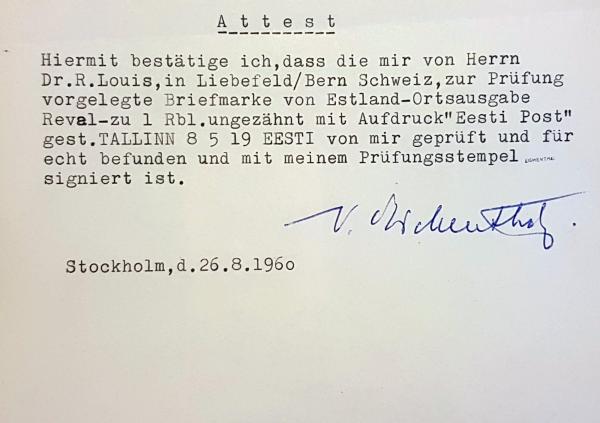 A t t e s t
Hiermit bestätige ich,dass die mir von Herrn
Dr.R.Louis,in Liebefeld/Bern Schweiz,zur Prüfung
vorgelegte Briefmarke von Estland-Ortsausgabe
Reval-zu 1 Rbl.ungezähnt mit Aufdruck"Eesti Post"
gest.TALLINN 8 5 19 EESTI von mir geprüft und für
echt befunden und mit meinem Prüfungsstempel
signiert ist.
Stockholm,d.26.8.196o